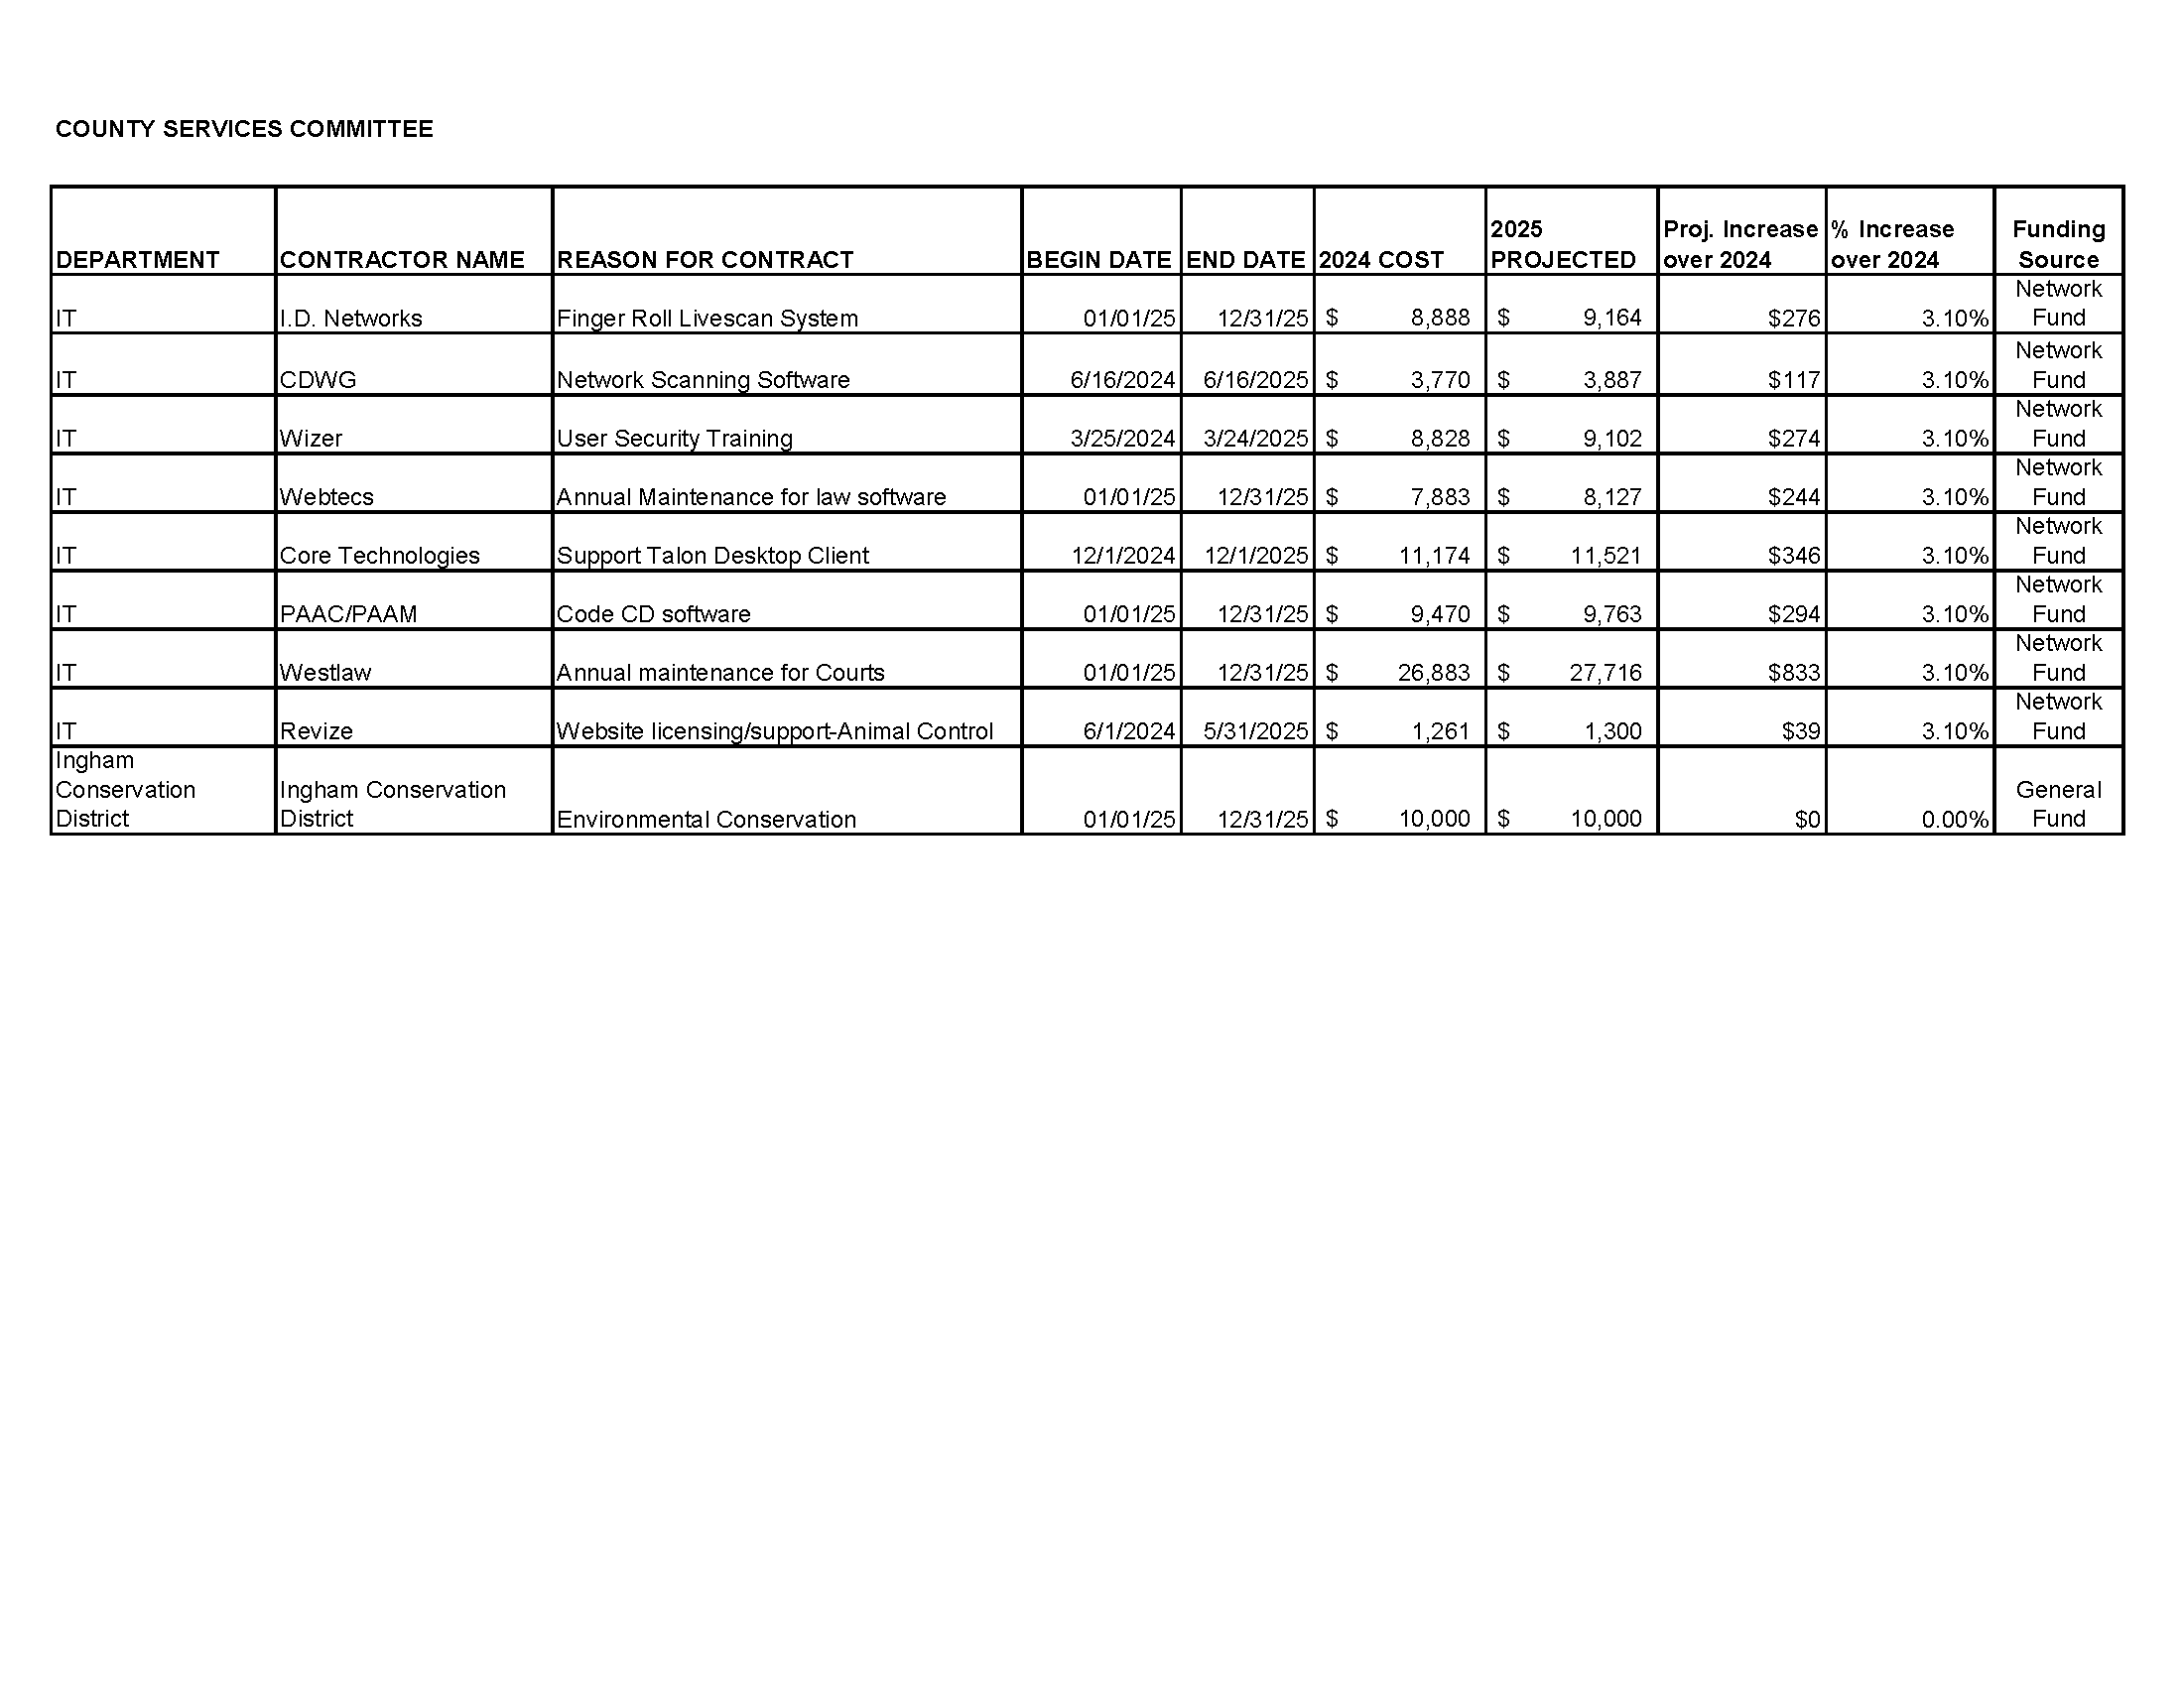 COUNTY SERVICES COMMITTEE
DEPARTMENT CONTRACTOR NAME REASON FOR CONTRACT BEGIN DATE END DATE 2024 COST 2025 PROJECTED Proj. Increase over 2024 % Increase over 2024 Funding Source
IT I.D. Networks Finger Roll Livescan System 01/01/25 12/31/25 $ 8,888 $ 9,164 $276 3.10% Network Fund
IT CDWG Network Scanning Software 6/16/2024 6/16/2025 $ 3,770 $ 3,887 $117 3.10% Network Fund
IT Wizer User Security Training 3/25/2024 3/24/2025 $ 8,828 $ 9,102 $274 3.10% Network Fund
IT Webtecs Annual Maintenance for law software 01/01/25 12/31/25 $ 7,883 $ 8,127 $244 3.10% Network Fund
IT Core Technologies Support Talon Desktop Client 12/1/2024 12/1/2025 $ 11,174 $ 11,521 $346 3.10% Network Fund
IT PAAC/PAAM Code CD software 01/01/25 12/31/25 $ 9,470 $ 9,763 $294 3.10% Network Fund
IT Westlaw Annual maintenance for Courts 01/01/25 12/31/25 $ 26,883 $ 27,716 $833 3.10% Network Fund
IT Revize Website licensing/support-Animal Control 6/1/2024 5/31/2025 $ 1,261 $ 1,300 $39 3.10% Network Fund
Ingham Conservation District Ingham Conservation District Environmental Conservation 01/01/25 12/31/25 $ 10,000 $ 10,000 $0 0.00% General Fund